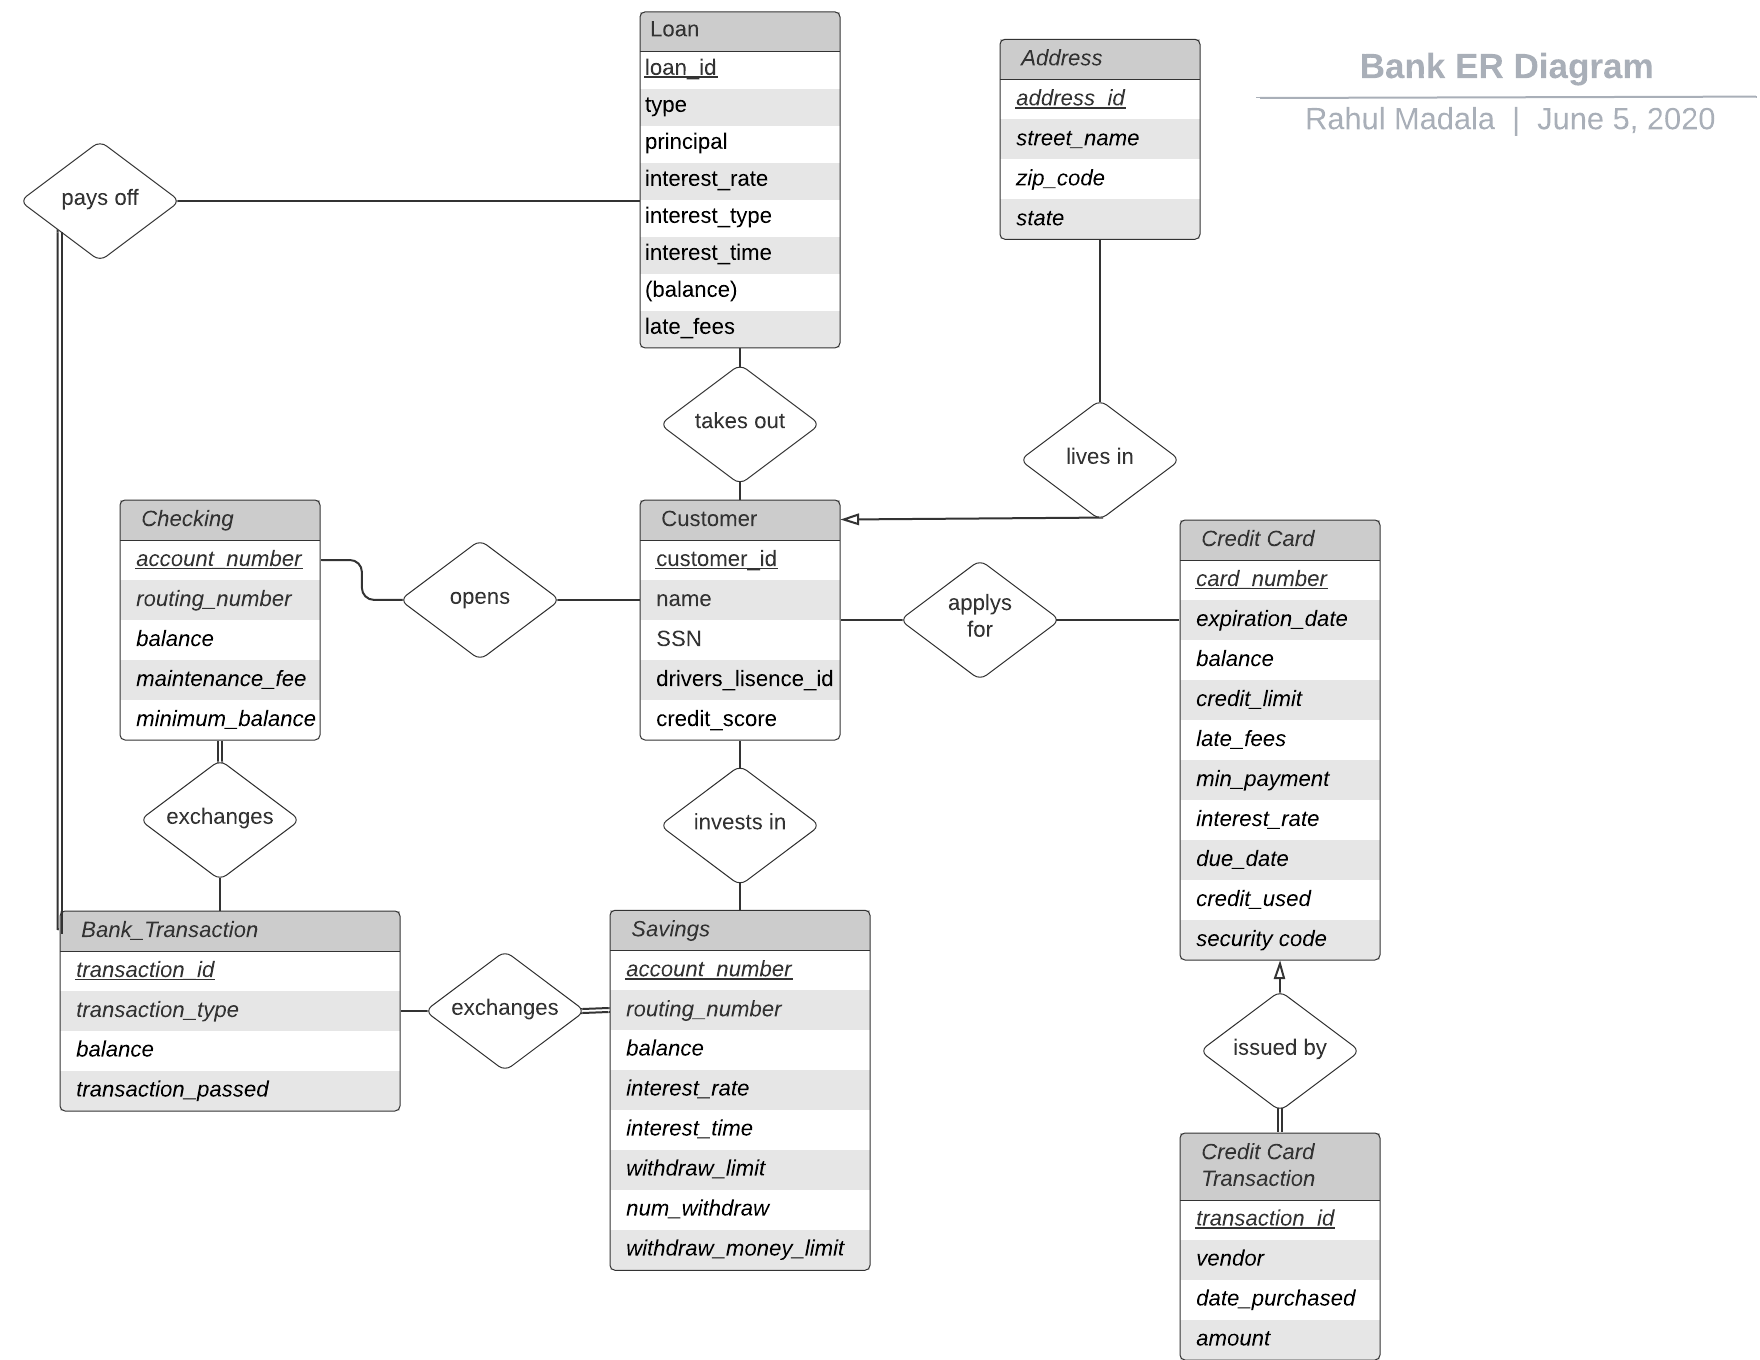 Bank ER Diagram
Rahul Madala | June 5, 2020
Loan
loan_id
type
principal
interest_rate
interest_type
interest_time
(balance)
late_fees
Address
address_id
street_name
zip_code
state
pays off
takes out
lives in
Checking
account_number
routing_number
balance
maintenance_fee
minimum_balance
opens
Customer
customer_id
name
SSN
drivers_lisence_id
credit_score
applys
for
Credit Card
card_number
expiration_date
balance
credit_limit
late_fees
min_payment
interest_rate
due_date
credit_used
security code
exchanges
invests in
Bank_Transaction
transaction_id
transaction_type
balance
transaction_passed
exchanges
Savings
account_number
routing_number
balance
interest_rate
interest_time
withdraw_limit
num_withdraw
withdraw_money_limit
issued by
Credit Card
Transaction
transaction_id
vendor
date_purchased
amount